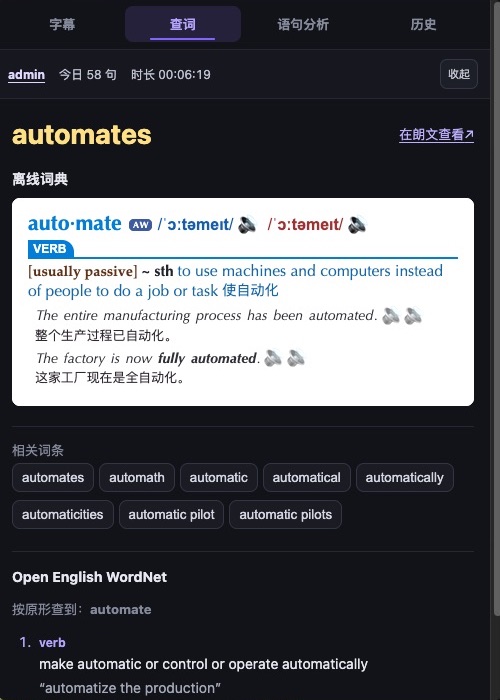 字幕 查词 语句分析 历史
admin 今日 58 句 时长 00:06:19 收起
automates 在朗文查看↗
离线词典
auto·mate AW /ˈɔːtəmeɪt/ /ˈɔːtəmeɪt/
VERB
[usually passive] ~ sth to use machines and computers instead
of people to do a job or task 使自动化
The entire manufacturing process has been automated.
整个生产过程已自动化。
The factory is now fully automated.
这家工厂现在是全自动化。
相关词条
automates automath automatic automatical automatically
automaticities automatic pilot automatic pilots
Open English WordNet
按原形查到：automate
1. verb
make automatic or control or operate automatically
“automatize the production”